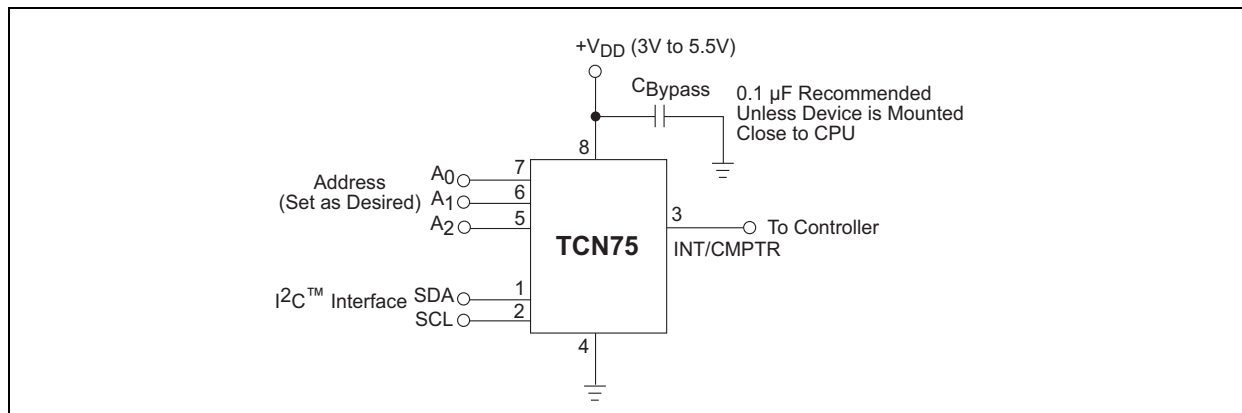 +VDD (3V to 5.5V)
CBypass
0.1 µF Recommended
Unless Device is Mounted
Close to CPU
8
Address
(Set as Desired)
A0
7
A1
6
A2
5
TCN75
3
To Controller
INT/CMPTR
I2C™ Interface
SDA
1
SCL
2
4